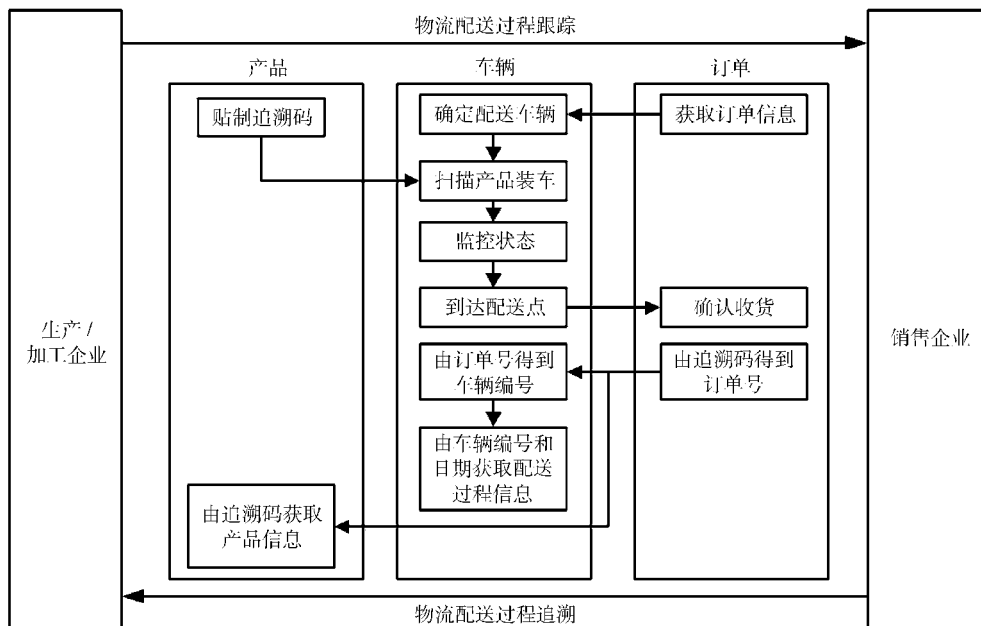 物流配送过程跟踪
产品
车辆
订单
贴制追溯码
确定配送车辆
获取订单信息
扫描产品装车
监控状态
到达配送点
确认收货
生产 /
加工企业
销售企业
由订单号得到
车辆编号
由追溯码得到
订单号
由车辆编号和
日期获取配送
过程信息
由追溯码获取
产品信息
物流配送过程追溯